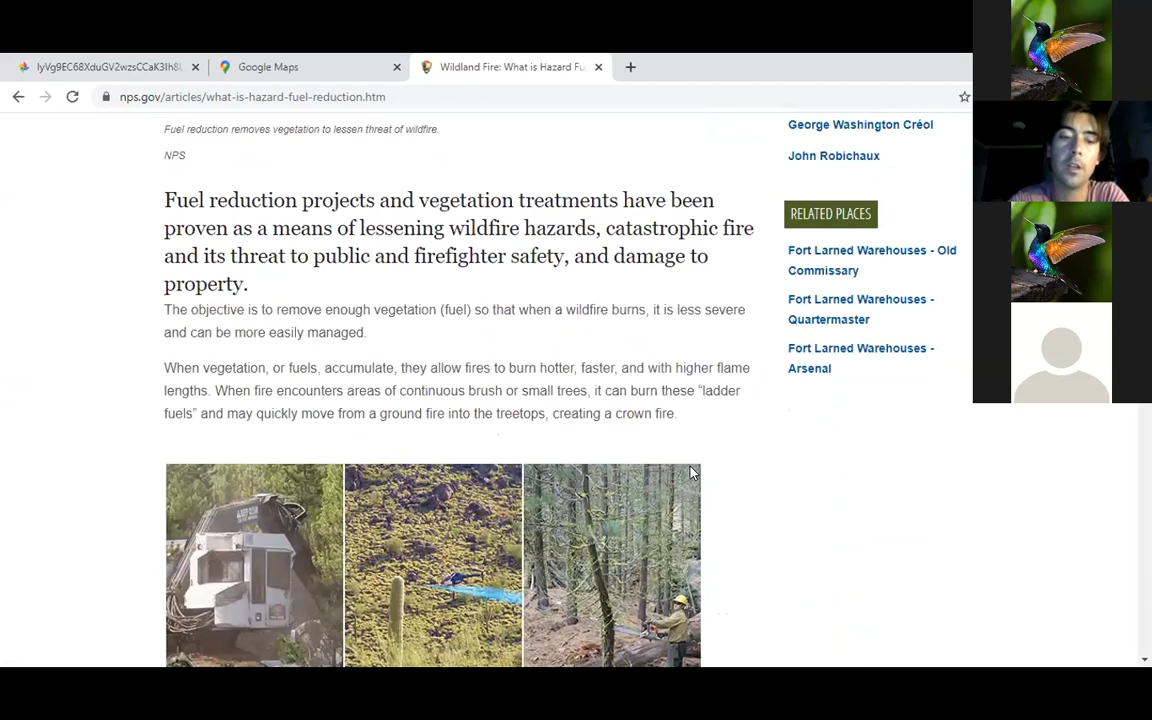 lyVg9EC68XduGV2wzsCCaK3Ih8U
Google Maps
Wildland Fire: What is Hazard Fu
nps.gov/articles/what-is-hazard-fuel-reduction.htm
Fuel reduction removes vegetation to lessen threat of wildfire.
NPS
Fuel reduction projects and vegetation treatments have been
proven as a means of lessening wildfire hazards, catastrophic fire
and its threat to public and firefighter safety, and damage to
property.
The objective is to remove enough vegetation (fuel) so that when a wildfire burns, it is less severe
and can be more easily managed.
When vegetation, or fuels, accumulate, they allow fires to burn hotter, faster, and with higher flame
lengths. When fire encounters areas of continuous brush or small trees, it can burn these “ladder
fuels” and may quickly move from a ground fire into the treetops, creating a crown fire.
George Washington Créol
John Robichaux
RELATED PLACES
Fort Larned Warehouses - Old
Commissary
Fort Larned Warehouses -
Quartermaster
Fort Larned Warehouses -
Arsenal